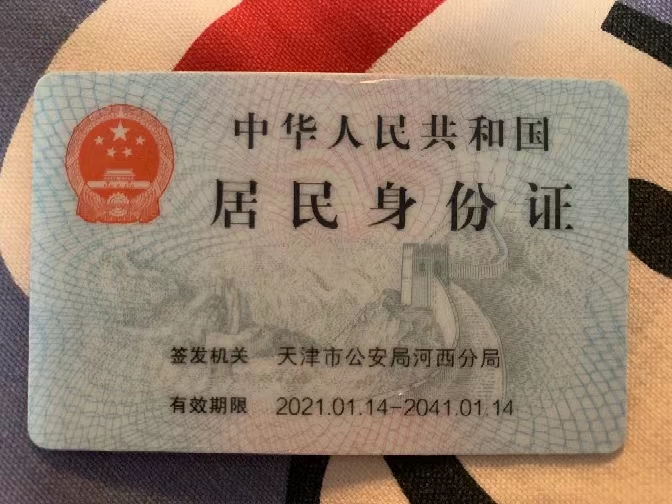 中华人民共和国
居民身份证
签发机关 天津市公安局河西分局
有效期限 2021.01.14-2041.01.14